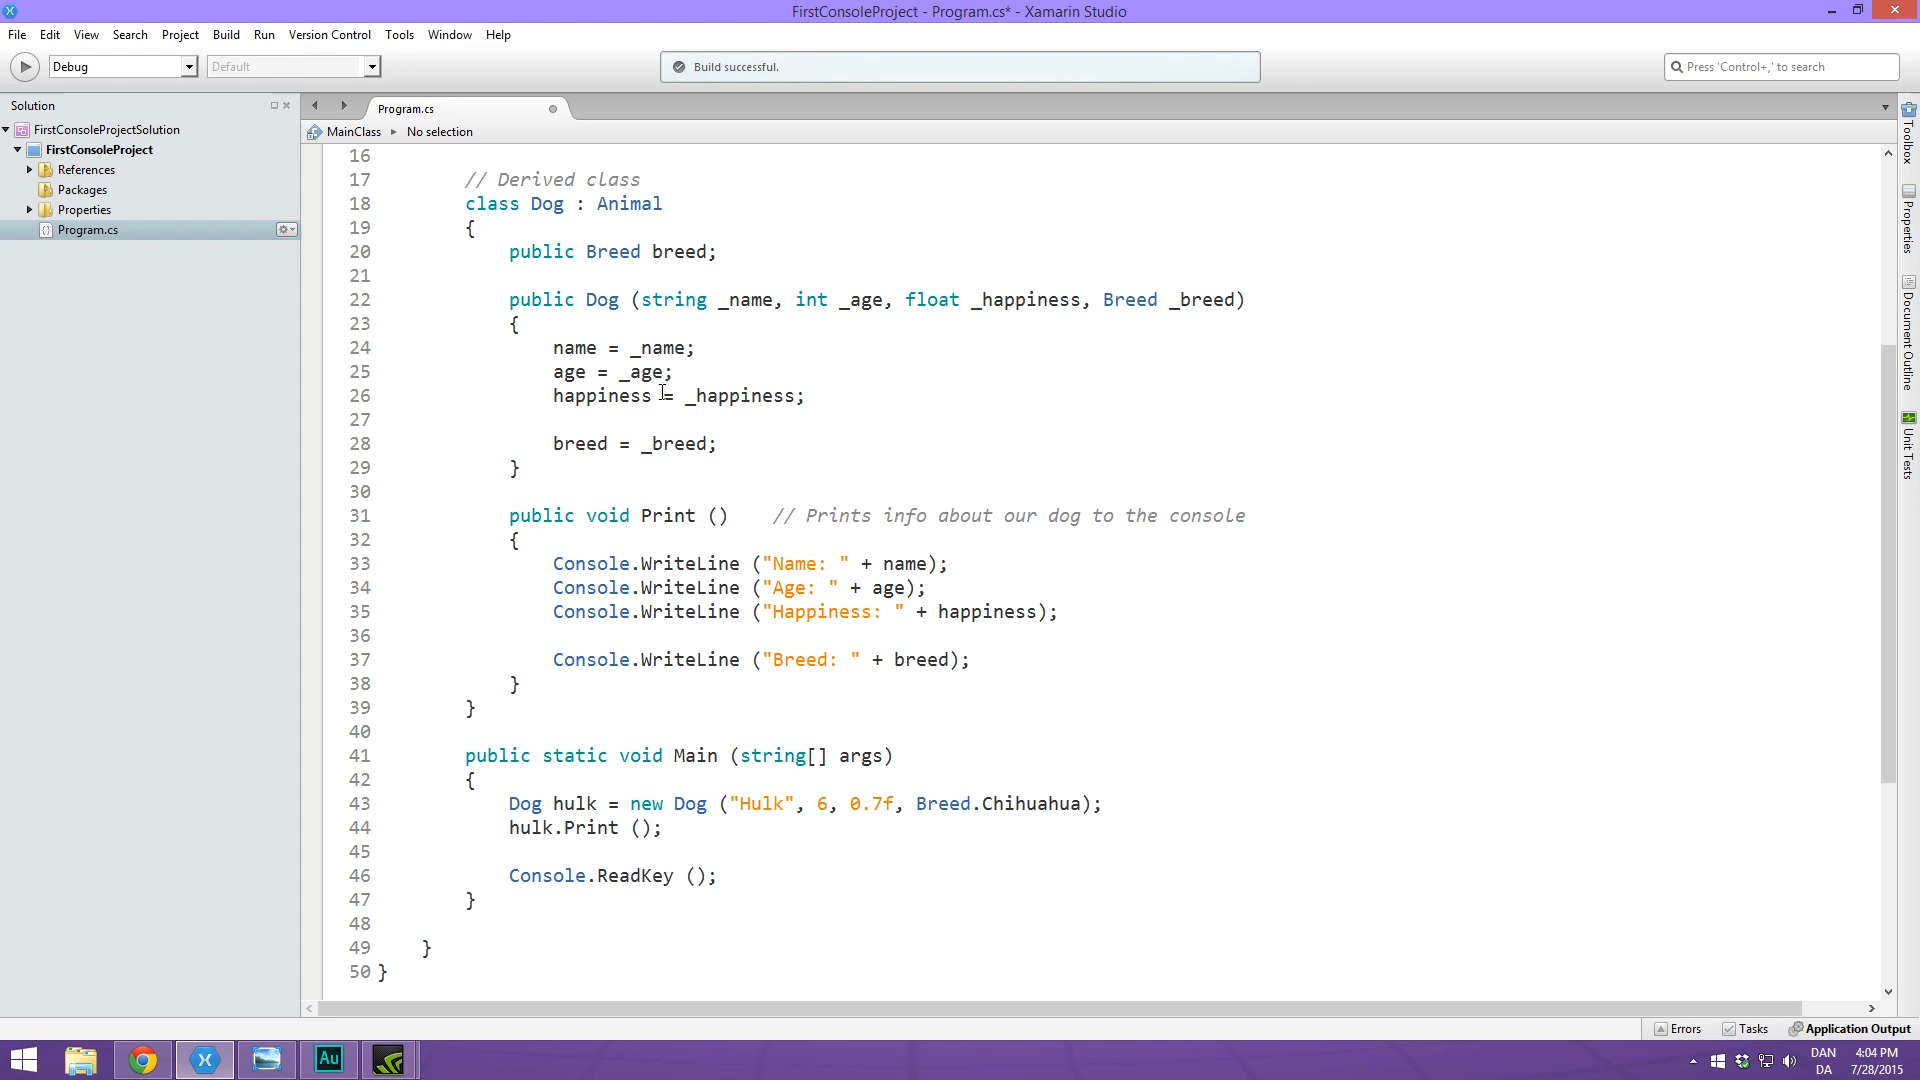 FirstConsoleProject - Program.cs* - Xamarin Studio
File Edit View Search Project Build Run Version Control Tools Window Help
Debug Default Build successful. Press 'Control+,' to search
Solution
FirstConsoleProjectSolution
FirstConsoleProject
References
Packages
Properties
Program.cs
Program.cs
MainClass No selection
16
17 // Derived class
18 class Dog : Animal
19 {
20 public Breed breed;
21
22 public Dog (string _name, int _age, float _happiness, Breed _breed)
23 {
24 name = _name;
25 age = _age;
26 happiness = _happiness;
27
28 breed = _breed;
29 }
30
31 public void Print () // Prints info about our dog to the console
32 {
33 Console.WriteLine ("Name: " + name);
34 Console.WriteLine ("Age: " + age);
35 Console.WriteLine ("Happiness: " + happiness);
36
37 Console.WriteLine ("Breed: " + breed);
38 }
39 }
40
41 public static void Main (string[] args)
42 {
43 Dog hulk = new Dog ("Hulk", 6, 0.7f, Breed.Chihuahua);
44 hulk.Print ();
45
46 Console.ReadKey ();
47 }
48
49 }
50 }
Toolbox
Properties
Document Outline
Unit Tests
Errors Tasks Application Output
Au
DAN
DA
4:04 PM
7/28/2015